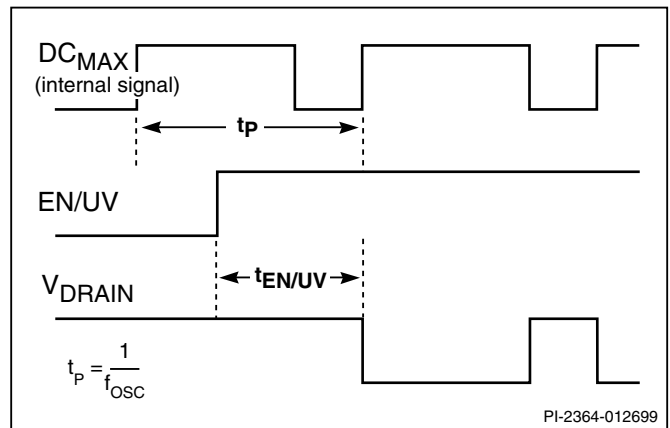 DCMAX
(internal signal)
tP
EN/UV
tEN/UV
VDRAIN
tP = 1/fOSC
PI-2364-012699